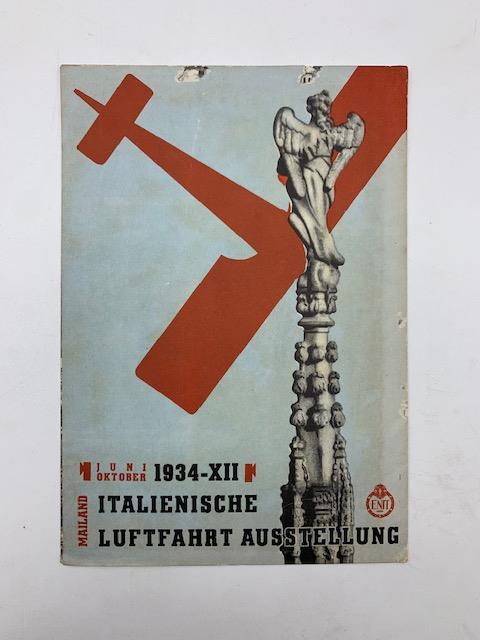 JUNI
OKTOBER 1934-XII
MAILAND
ITALIENISCHE
LUFTFAHRT AUSSTELLUNG
ENIT